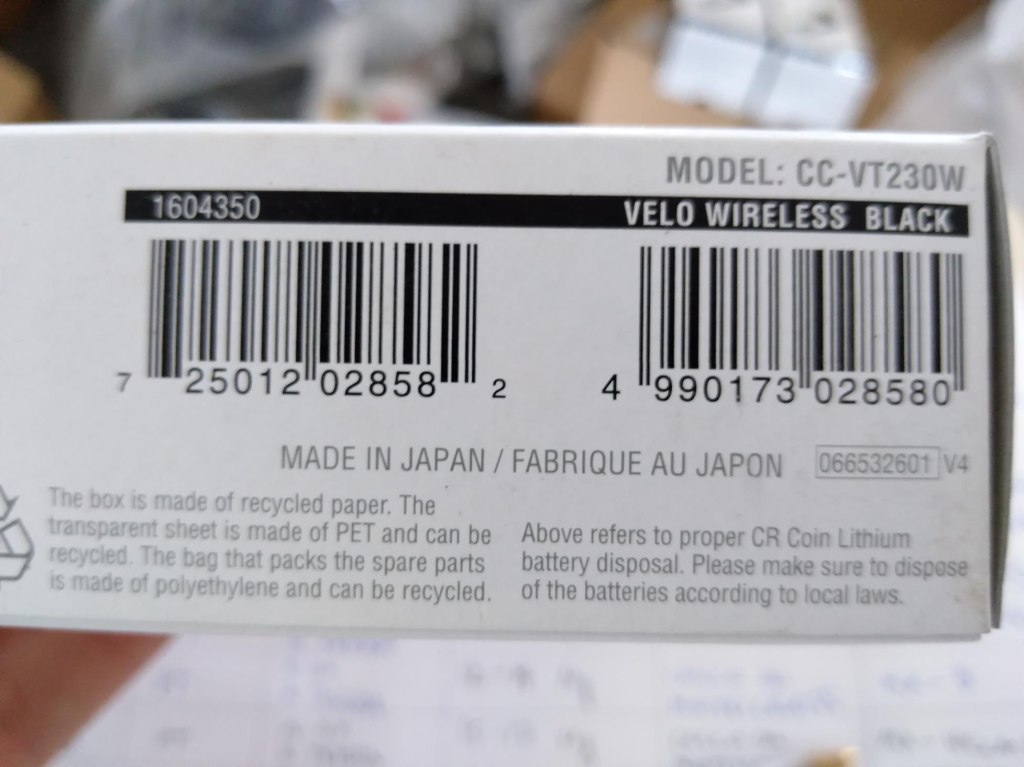 MODEL: CC-VT230W
1604350 VELO WIRELESS BLACK
7 25012 02858 2
4 990173 028580
MADE IN JAPAN / FABRIQUE AU JAPON 066532601 V4
The box is made of recycled paper. The
transparent sheet is made of PET and can be
recycled. The bag that packs the spare parts
is made of polyethylene and can be recycled.
Above refers to proper CR Coin Lithium
battery disposal. Please make sure to dispose
of the batteries according to local laws.